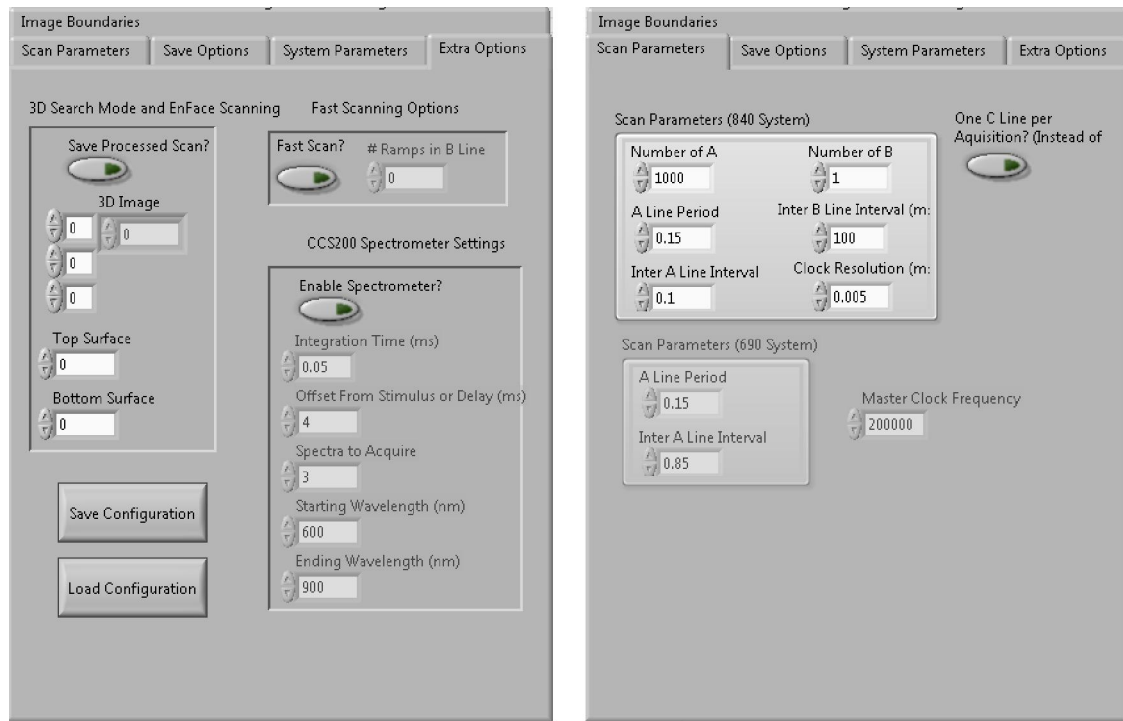 Image Boundaries
Scan Parameters Save Options System Parameters Extra Options
3D Search Mode and EnFace Scanning Fast Scanning Options
Save Processed Scan? Fast Scan? # Ramps in B Line
0
3D Image
0 0
0
0
CCS200 Spectrometer Settings
Enable Spectrometer?
Top Surface
0
Bottom Surface
0
Integration Time (ms)
0.05
Offset From Stimulus or Delay (ms)
4
Spectra to Acquire
3
Starting Wavelength (nm)
600
Ending Wavelength (nm)
900
Save Configuration
Load Configuration
Image Boundaries
Scan Parameters Save Options System Parameters Extra Options
Scan Parameters (840 System)
One C Line per
Aquisition? (Instead of
Number of A Number of B
1000 1
A Line Period Inter B Line Interval (m:
0.15 100
Inter A Line Interval Clock Resolution (m:
0.1 0.005
Scan Parameters (690 System)
A Line Period
0.15
Inter A Line Interval
0.85
Master Clock Frequency
200000